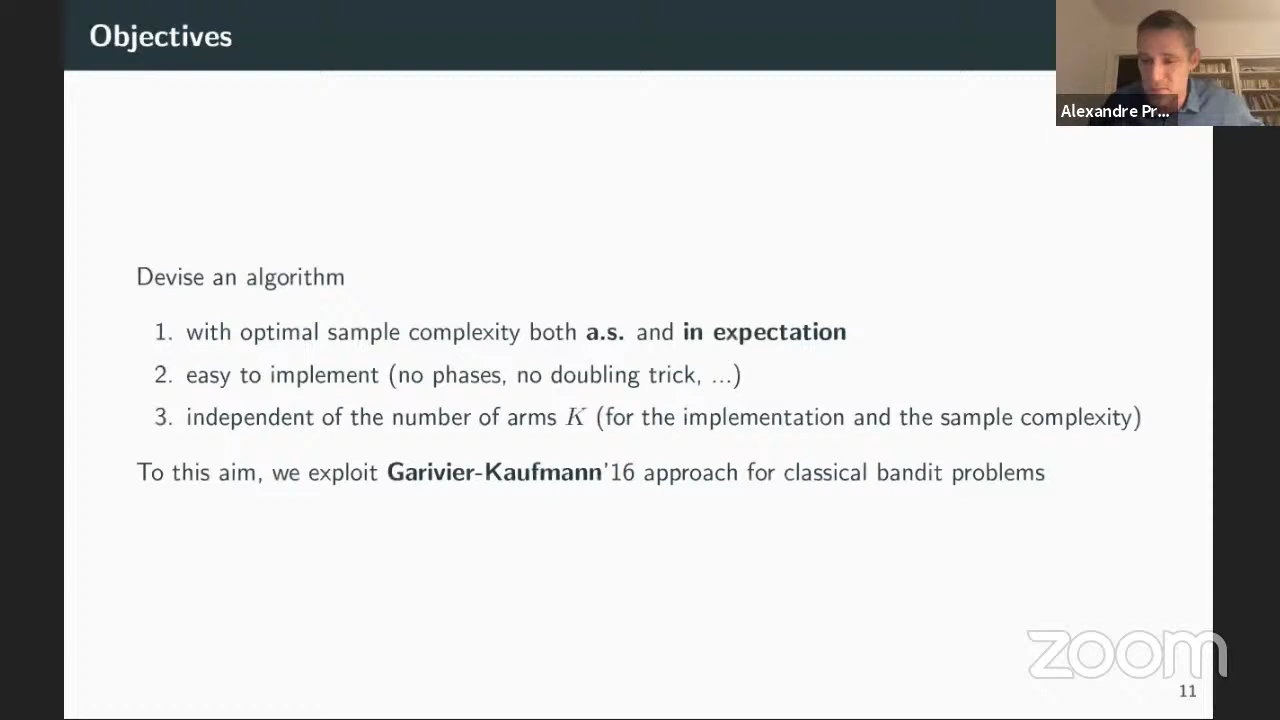 Objectives
Alexandre Pr...
Devise an algorithm
1. with optimal sample complexity both a.s. and in expectation
2. easy to implement (no phases, no doubling trick, ...)
3. independent of the number of arms K (for the implementation and the sample complexity)
To this aim, we exploit Garivier-Kaufmann'16 approach for classical bandit problems
zoom
11